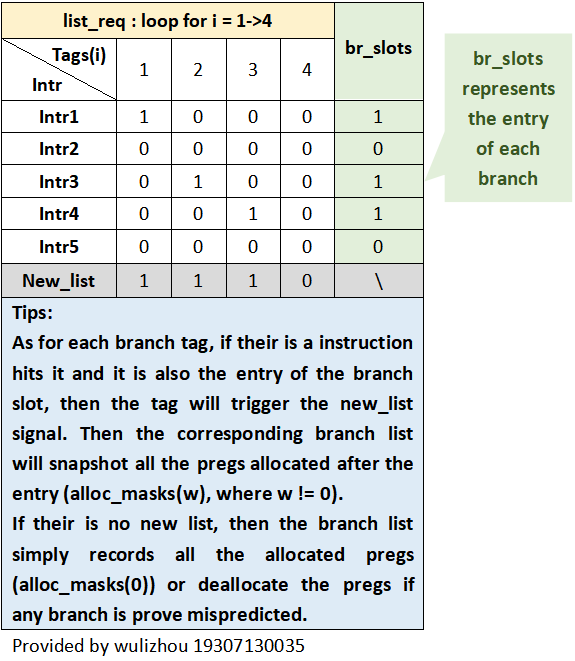 list_req : loop for i = 1->4
br_slots
Tags(i)
Intr
1 2 3 4
Intr1 1 0 0 0 1
Intr2 0 0 0 0 0
Intr3 0 1 0 0 1
Intr4 0 0 1 0 1
Intr5 0 0 0 0 0
New_list 1 1 1 0 \
br_slots
represents
the entry
of each
branch
Tips:
As for each branch tag, if their is a instruction
hits it and it is also the entry of the branch
slot, then the tag will trigger the new_list
signal. Then the corresponding branch list
will snapshot all the pregs allocated after the
entry (alloc_masks(w), where w != 0).
If their is no new list, then the branch list
simply records all the allocated pregs
(alloc_masks(0)) or deallocate the pregs if
any branch is prove mispredicted.
Provided by wulizhou 19307130035